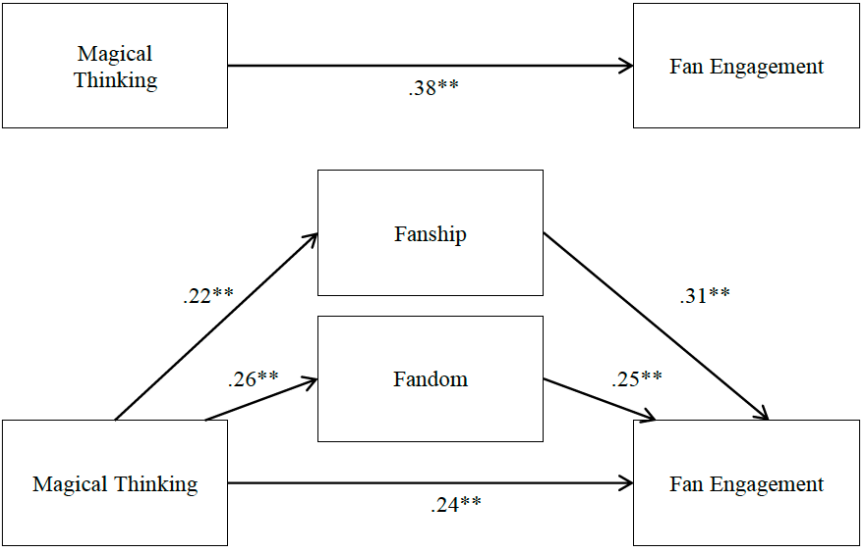 Magical
Thinking
Fan Engagement
.38**
Fanship
.22**
.31**
.26**
Fandom
.25**
Magical Thinking
Fan Engagement
.24**